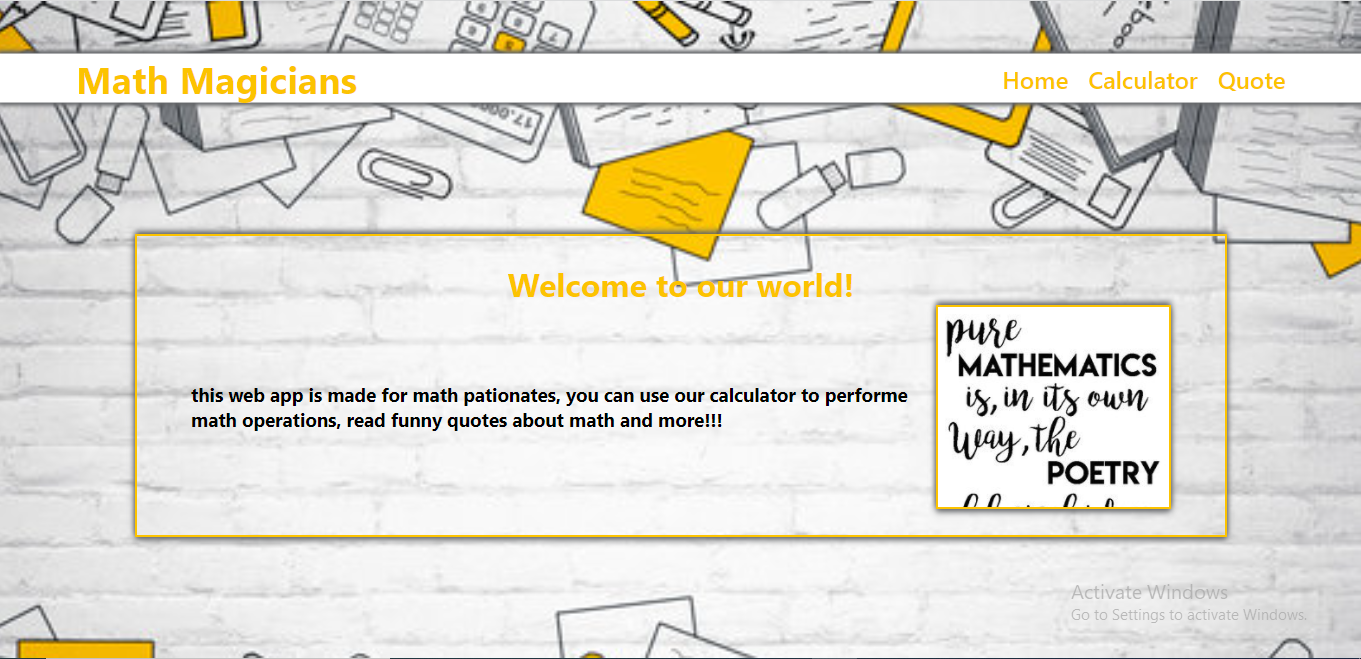 Math Magicians
Home Calculator Quote
17.000
Welcome to our world!
this web app is made for math pationates, you can use our calculator to performe
math operations, read funny quotes about math and more!!!
pure
MATHEMATICS
is, in its own
Way, the
POETRY
Activate Windows
Go to Settings to activate Windows.